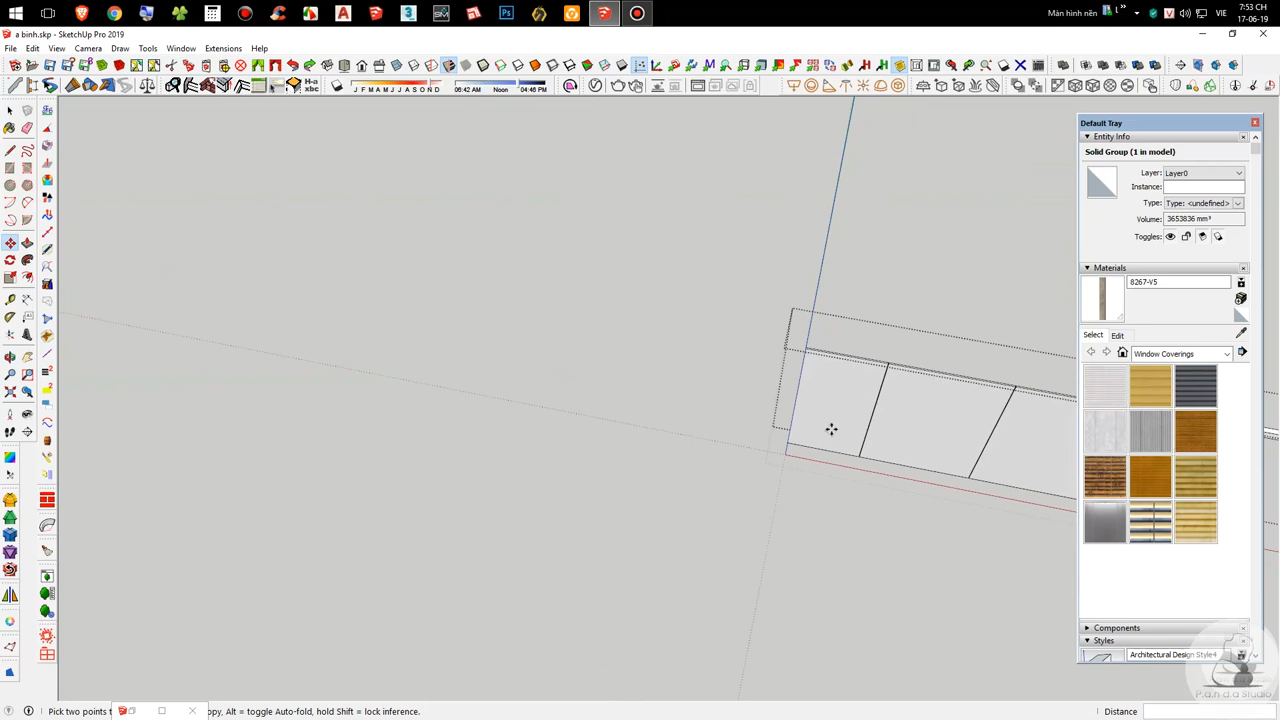 Màn hình nền
VIE
7:53 CH
17-06-19
a binh.skp - SketchUp Pro 2019
File Edit View Camera Draw Tools Window Extensions Help
J F M A M J J A S O N D 06:42 AM Noon 04:46 PM
Default Tray
Entity Info
Solid Group (1 in model)
Layer: Layer0
Instance:
Type: Type: <undefined>
Volume: 3653836 mm³
Toggles:
Materials
8267-V5
Select Edit
Window Coverings
Components
Styles
Architectural Design Style4
P.a.n.d.a Studio
Pick two points t opy, Alt = toggle Auto-fold, hold Shift = lock inference. Distance